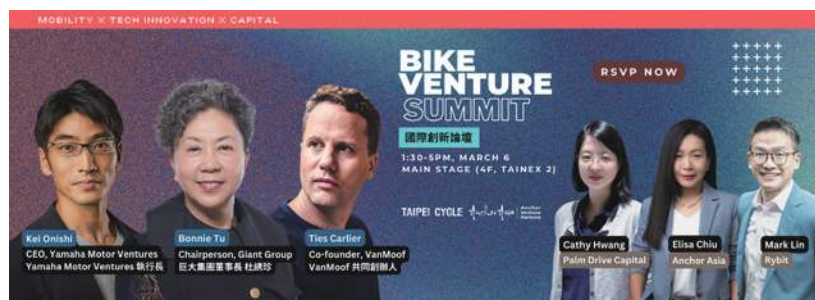 MOBILITY X TECH INNOVATION X CAPITAL
BIKE
VENTURE
SUMMIT
RSVP NOW
國際創新論壇
1:30-5PM, MARCH 6
MAIN STAGE (4F, TAINEX 2)
TAIPEI CYCLE
Kei Onishi
CEO, Yamaha Motor Ventures
Yamaha Motor Ventures 執行長
Bonnie Tu
Chairperson, Giant Group
巨大集團董事長 杜綉珍
Ties Carlier
Co-founder, VanMoof
VanMoof 共同創辦人
Cathy Hwang
Palm Drive Capital
Elisa Chiu
Anchor Asia
Mark Lin
Rybit